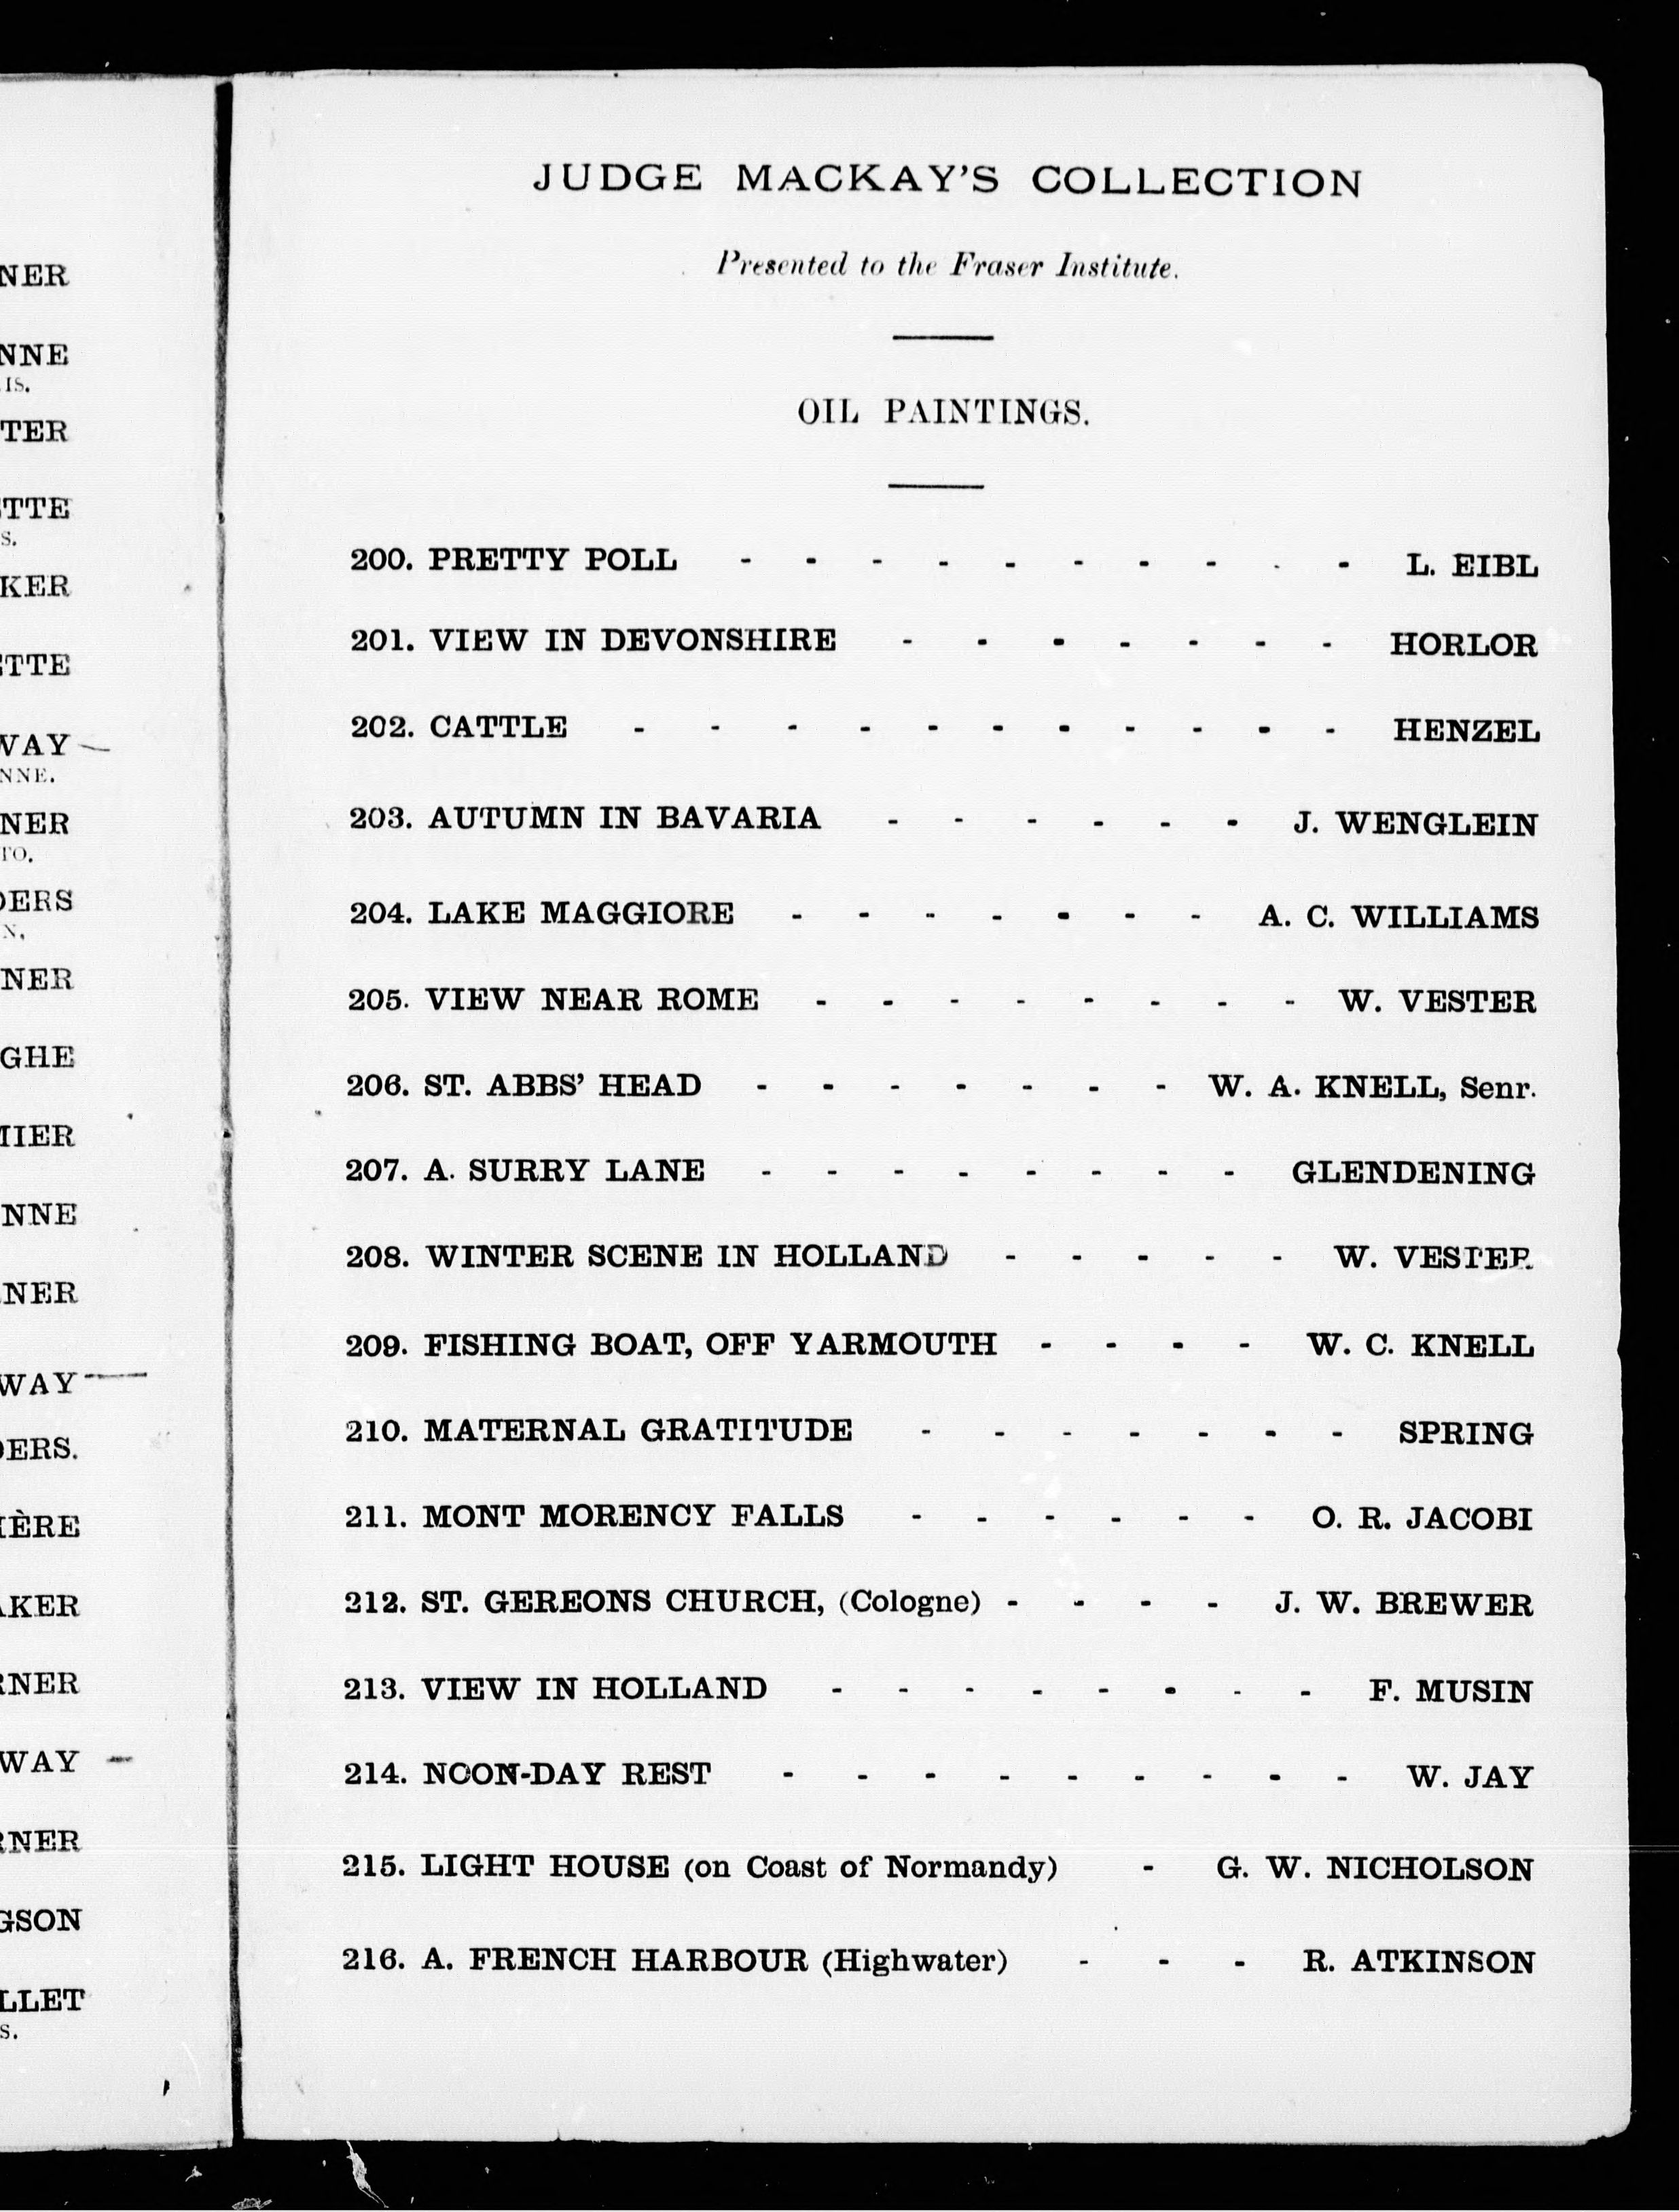 NER
NNE
IS.
TER
TTE
S.
KER
ETTE
WAY
NNE.
NER
TO.
DERS
N.
NER
GHE
MIER
NNE
NER
WAY
DERS.
IÈRE
AKER
RNER
WAY
RNER
GSON
LLET
S.
JUDGE MACKAY'S COLLECTION
Presented to the Fraser Institute.
OIL PAINTINGS.
200. PRETTY POLL - - - - - - - - - - L. EIBL
201. VIEW IN DEVONSHIRE - - - - - - - HORLOR
202. CATTLE - - - - - - - - - - - HENZEL
203. AUTUMN IN BAVARIA - - - - - - J. WENGLEIN
204. LAKE MAGGIORE - - - - - - - A. C. WILLIAMS
205. VIEW NEAR ROME - - - - - - - - W. VESTER
206. ST. ABBS' HEAD - - - - - - - W. A. KNELL, Senr.
207. A. SURRY LANE - - - - - - - - GLENDENING
208. WINTER SCENE IN HOLLAND - - - - - W. VESTER
209. FISHING BOAT, OFF YARMOUTH - - - - W. C. KNELL
210. MATERNAL GRATITUDE - - - - - - - SPRING
211. MONT MORENCY FALLS - - - - - - O. R. JACOBI
212. ST. GEREONS CHURCH, (Cologne) - - - - J. W. BREWER
213. VIEW IN HOLLAND - - - - - - - - F. MUSIN
214. NOON-DAY REST - - - - - - - - - W. JAY
215. LIGHT HOUSE (on Coast of Normandy) - G. W. NICHOLSON
216. A. FRENCH HARBOUR (Highwater) - - - R. ATKINSON